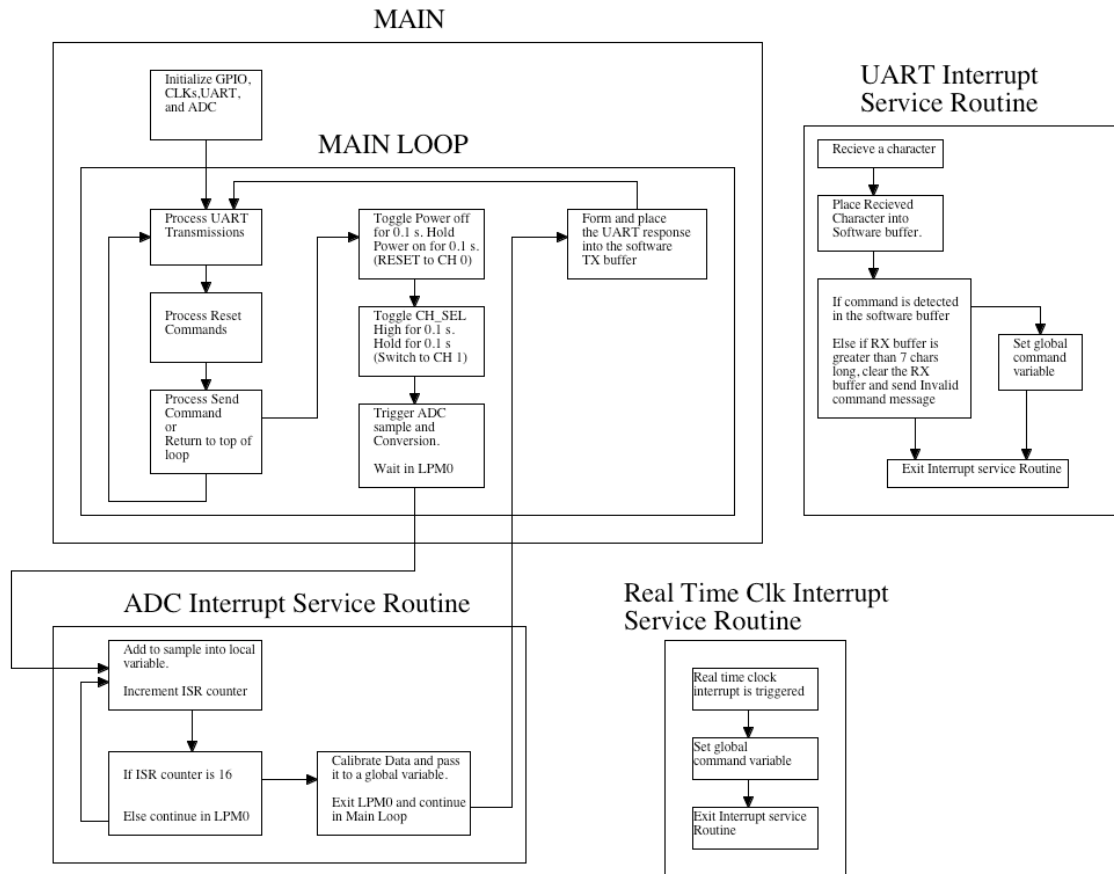 MAIN
Initialize GPIO,
CLKs,UART,
and ADC
MAIN LOOP
Process UART
Transmissions
Process Reset
Commands
Process Send
Command
or
Return to top of
loop
Toggle Power off
for 0.1 s. Hold
Power on for 0.1 s.
(RESET to CH 0)
Toggle CH_SEL
High for 0.1 s.
Hold for 0.1 s
(Switch to CH 1)
Trigger ADC
sample and
Conversion.
Wait in LPM0
Form and place
the UART response
into the software
TX buffer
UART Interrupt
Service Routine
Recieve a character
Place Recieved
Character into
Software buffer.
If command is detected
in the software buffer
Else if RX buffer is
greater than 7 chars
long, clear the RX
buffer and send Invalid
command message
Set global
command
variable
Exit Interrupt service Routine
ADC Interrupt Service Routine
Add to sample into local
variable.
Increment ISR counter
If ISR counter is 16
Else continue in LPM0
Calibrate Data and pass
it to a global variable.
Exit LPM0 and continue
in Main Loop
Real Time Clk Interrupt
Service Routine
Real time clock
interrupt is triggered
Set global
command variable
Exit Interrupt service
Routine